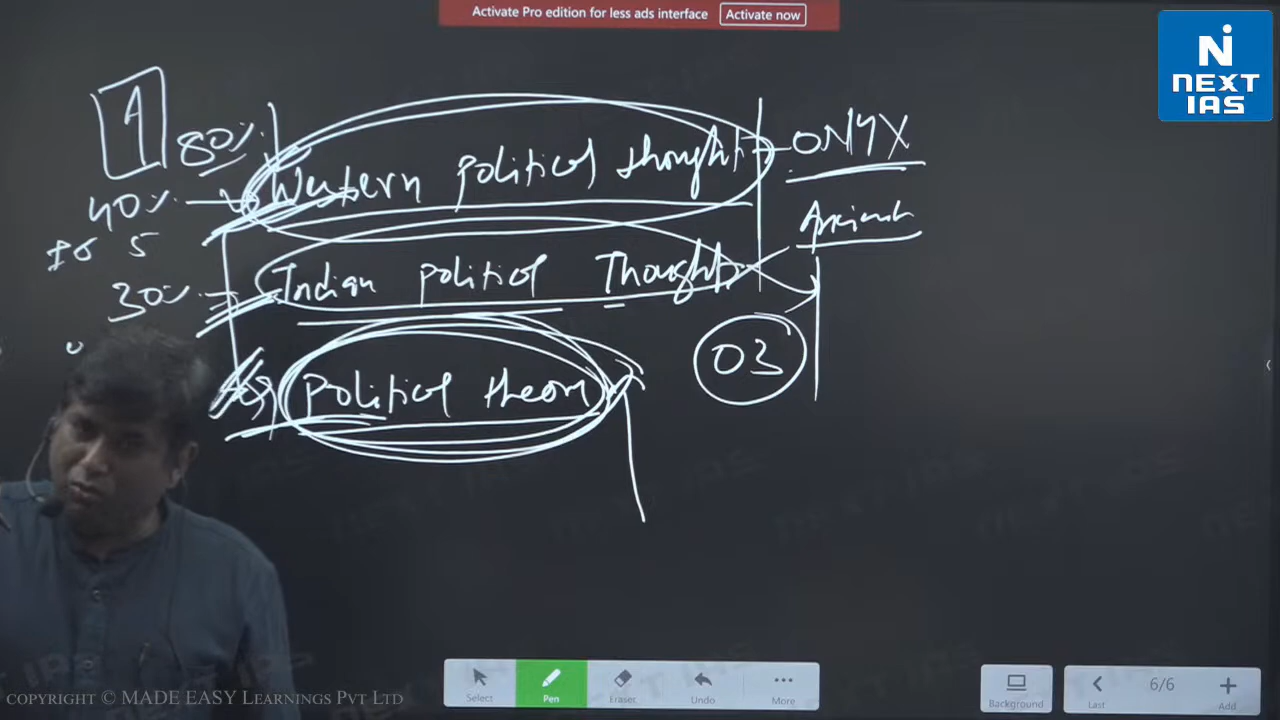 Activate Pro edition for less ads interface Activate now
NEXT
IAS
A
80%
Western political thought - ONYX
40%
Ancient
5
Indian political Thought
30%
03
political theory
COPYRIGHT © MADE EASY LEARNINGS PVT LTD
Select Pen Eraser Undo More Background Last 6/6 Add